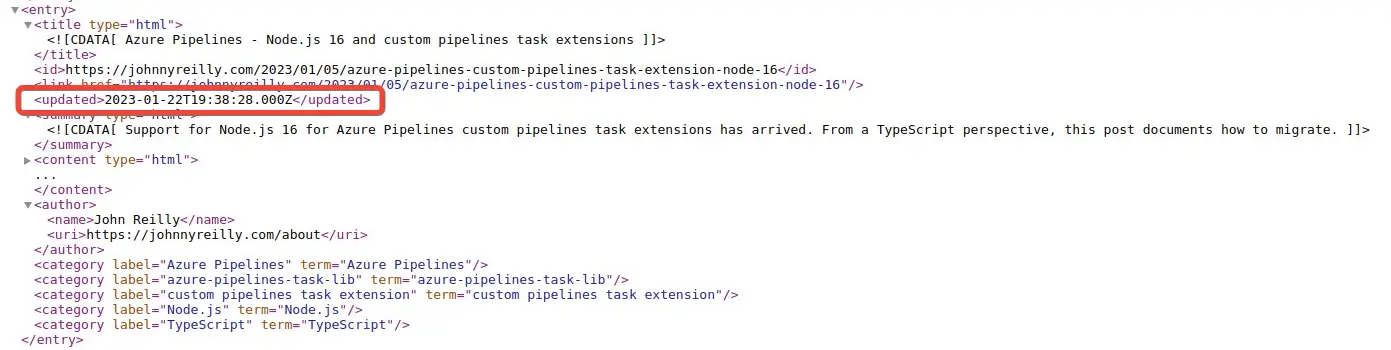 <entry>
<title type="html">
<![CDATA[ Azure Pipelines - Node.js 16 and custom pipelines task extensions ]]>
</title>
<id>https://johnnyreilly.com/2023/01/05/azure-pipelines-custom-pipelines-task-extension-node-16</id>
<link href="https://johnnyreilly.com/2023/01/05/azure-pipelines-custom-pipelines-task-extension-node-16"/>
<updated>2023-01-22T19:38:28.000Z</updated>
<summary type="html">
<![CDATA[ Support for Node.js 16 for Azure Pipelines custom pipelines task extensions has arrived. From a TypeScript perspective, this post documents how to migrate. ]]>
</summary>
<content type="html">
...
</content>
<author>
<name>John Reilly</name>
<uri>https://johnnyreilly.com/about</uri>
</author>
<category label="Azure Pipelines" term="Azure Pipelines"/>
<category label="azure-pipelines-task-lib" term="azure-pipelines-task-lib"/>
<category label="custom pipelines task extension" term="custom pipelines task extension"/>
<category label="Node.js" term="Node.js"/>
<category label="TypeScript" term="TypeScript"/>
</entry>